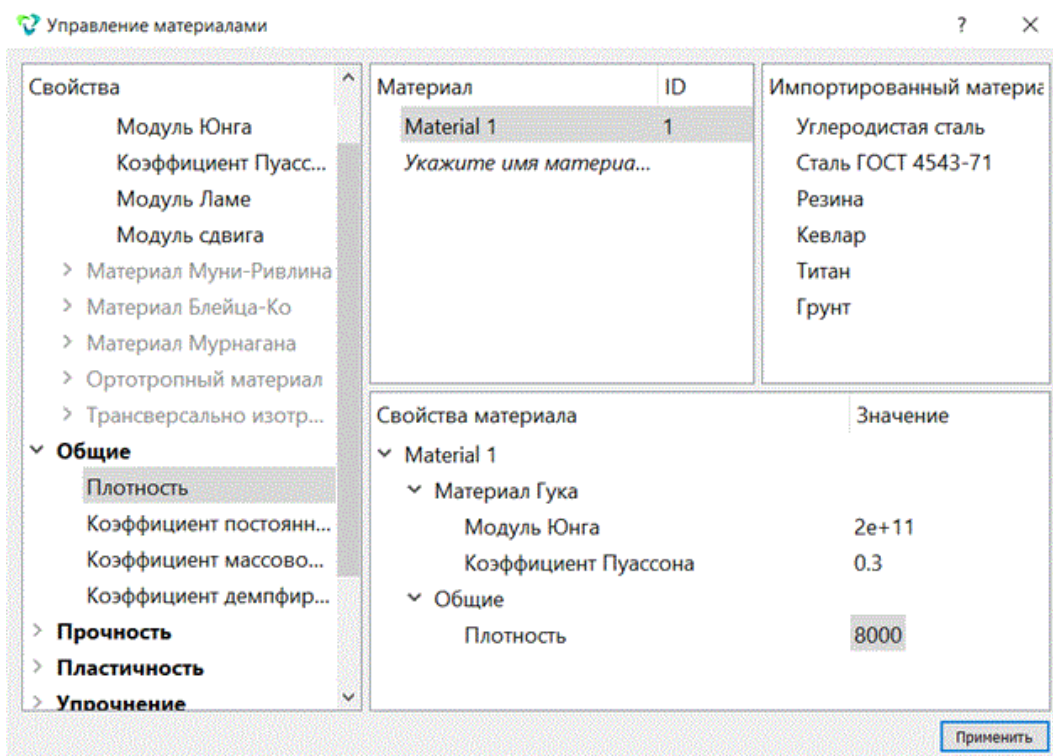 Управление материалами
?
Свойства
Модуль Юнга
Коэффициент Пуасс...
Модуль Ламе
Модуль сдвига
Материал Муни-Ривлина
Материал Блейца-Ко
Материал Мурнагана
Ортотропный материал
Трансверсально изотр...
Общие
Плотность
Коэффициент постоянн...
Коэффициент массово...
Коэффициент демпфир...
Прочность
Пластичность
Упрочнение
Материал ID
Material 1 1
Укажите имя материа...
Импортированный материа
Углеродистая сталь
Сталь ГОСТ 4543-71
Резина
Кевлар
Титан
Грунт
Свойства материала Значение
Material 1
Материал Гука
Модуль Юнга 2e+11
Коэффициент Пуассона 0.3
Общие
Плотность 8000
Применить